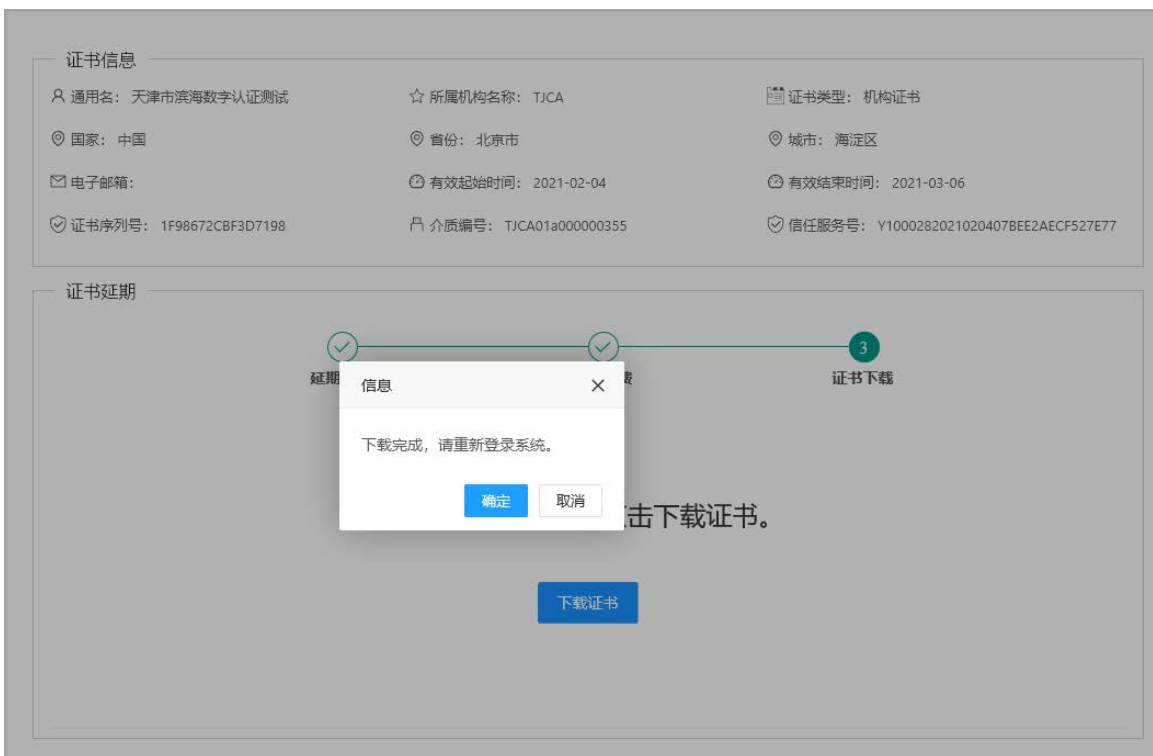 证书信息
通用名： 天津市滨海数字认证测试 所属机构名称： TJCA 证书类型： 机构证书
国家： 中国 省份： 北京市 城市： 海淀区
电子邮箱： 有效起始时间： 2021-02-04 有效结束时间： 2021-03-06
证书序列号： 1F98672CBF3D7198 介质编号： TJCA01a000000355 信任服务号： Y1000282021020407BEE2AECF527E77
证书延期
3
延期 证书下载
信息
下载完成，请重新登录系统。
确定 取消
击下载证书。
下载证书